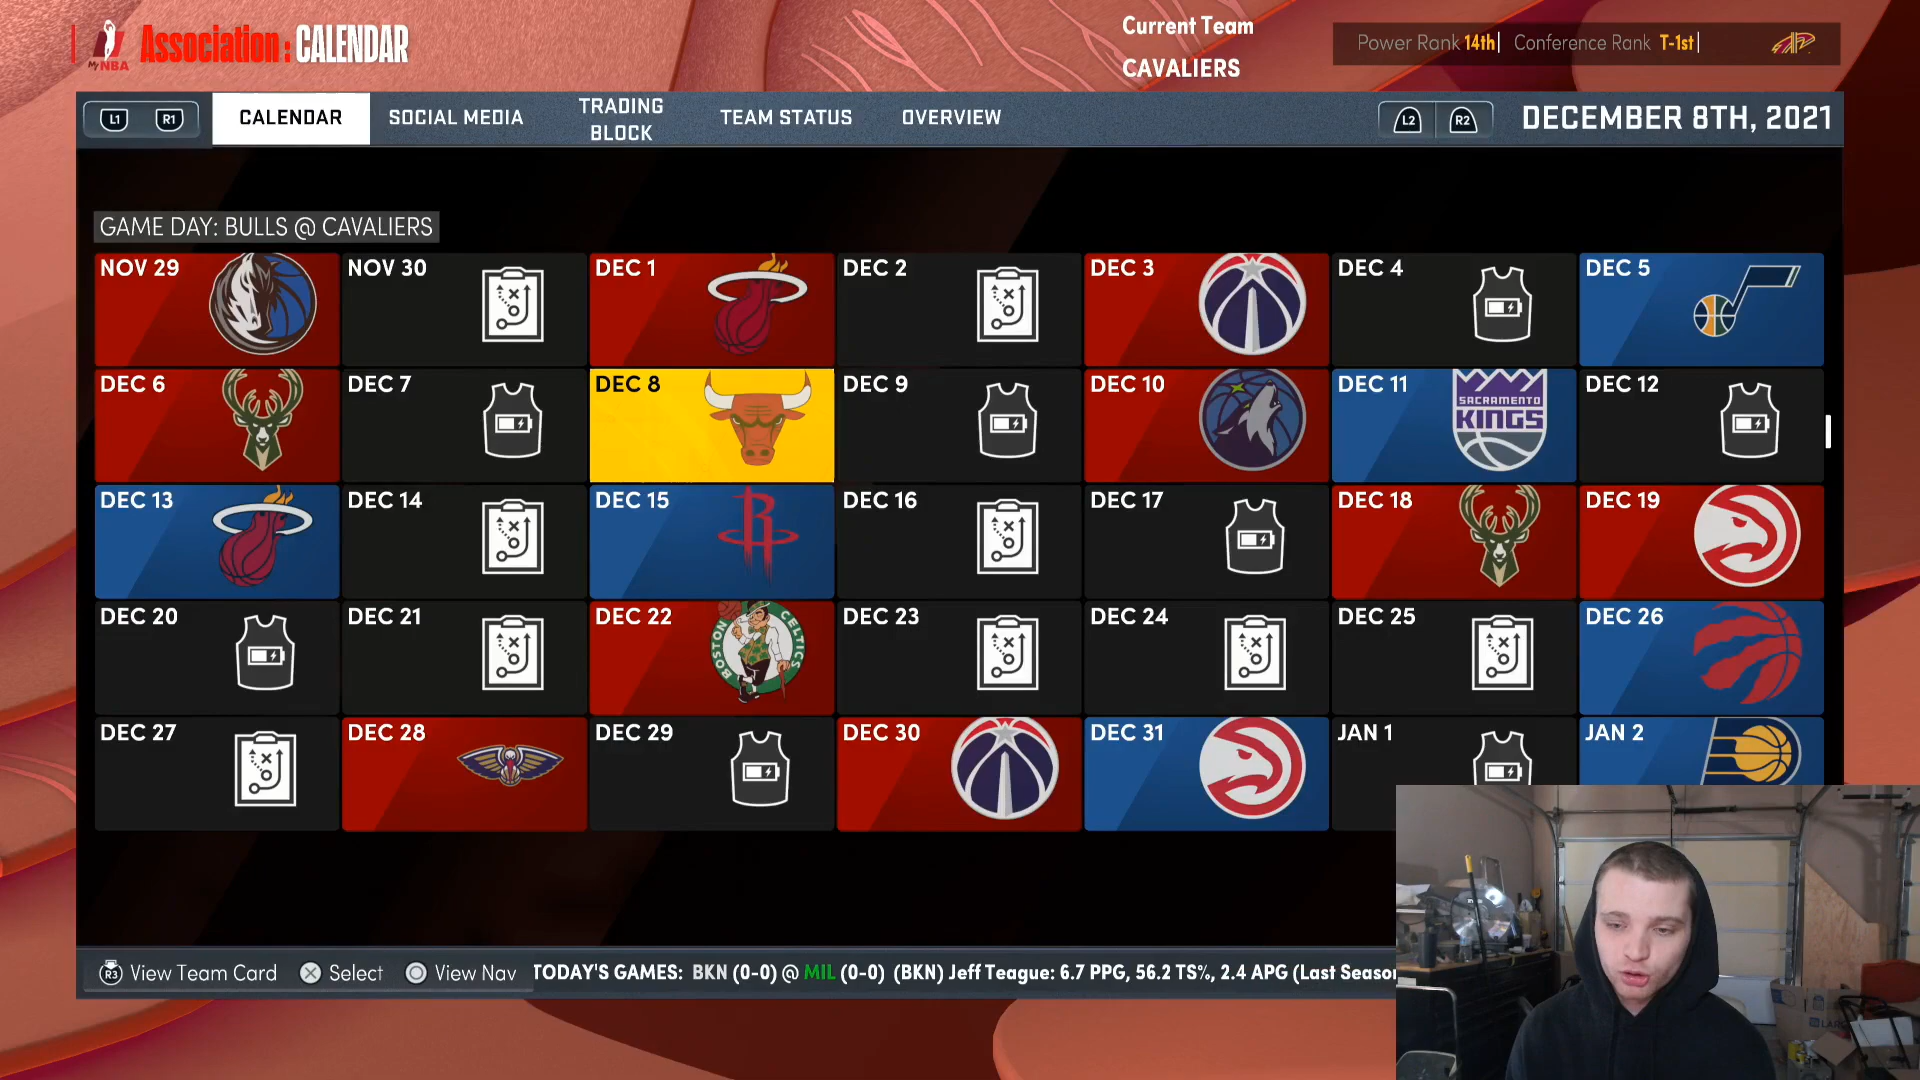 MyNBA
Association: CALENDAR
Current Team
CAVALIERS
Power Rank 14th| Conference Rank T-1st|
L1 R1
CALENDAR
SOCIAL MEDIA
TRADING
BLOCK
TEAM STATUS
OVERVIEW
L2 R2
DECEMBER 8TH, 2021
GAME DAY: BULLS @ CAVALIERS
NOV 29 NOV 30 DEC 1 DEC 2 DEC 3 DEC 4 DEC 5
DEC 6 DEC 7 DEC 8 DEC 9 DEC 10 DEC 11 DEC 12
SACRAMENTO
KINGS
DEC 13 DEC 14 DEC 15 DEC 16 DEC 17 DEC 18 DEC 19
R
DEC 20 DEC 21 DEC 22 DEC 23 DEC 24 DEC 25 DEC 26
BOSTON CELTICS
DEC 27 DEC 28 DEC 29 DEC 30 DEC 31 JAN 1 JAN 2
R3 View Team Card Select View Nav TODAY'S GAMES: BKN (0-0) @ MIL (0-0) (BKN) Jeff Teague: 6.7 PPG, 56.2 TS%, 2.4 APG (Last Season